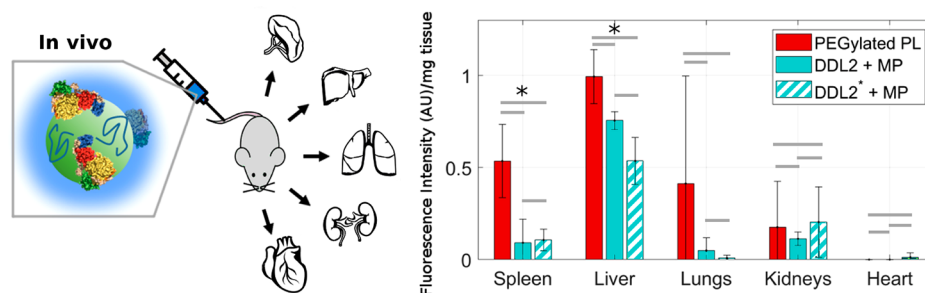 In vivo
Fluorescence Intensity (AU)/mg tissue
1
0.5
0
*
*
PEGylated PL
DDL2 + MP
DDL2* + MP
Spleen
Liver
Lungs
Kidneys
Heart